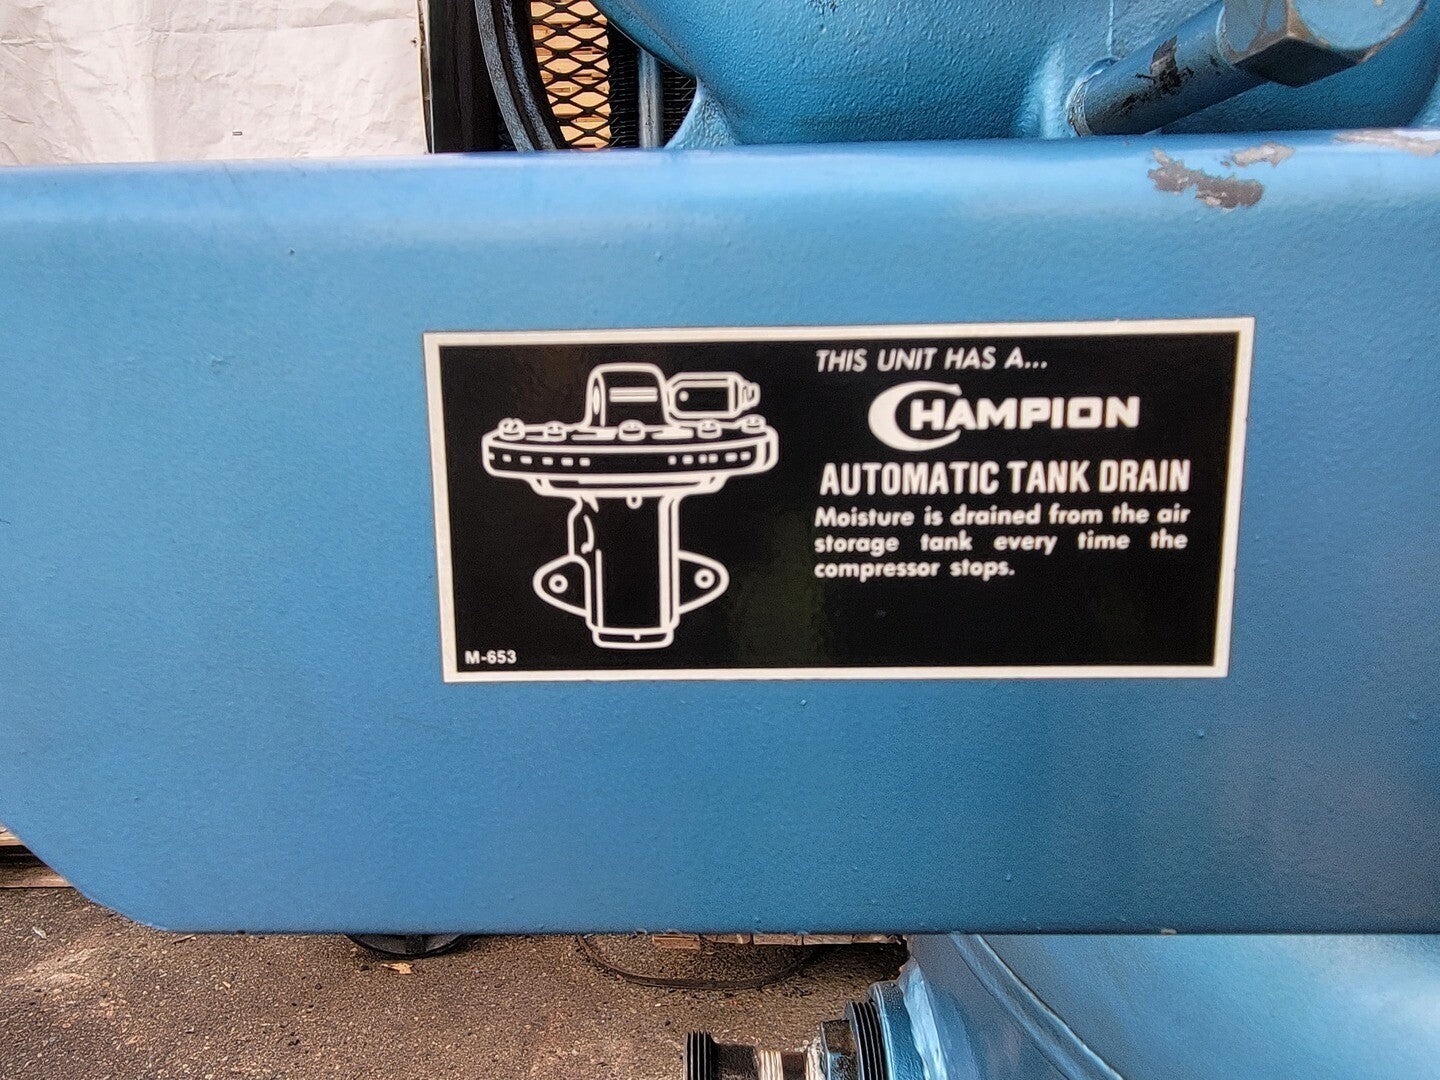 THIS UNIT HAS A...
CHAMPION
AUTOMATIC TANK DRAIN
Moisture is drained from the air
storage tank every time the
compressor stops.
M-653